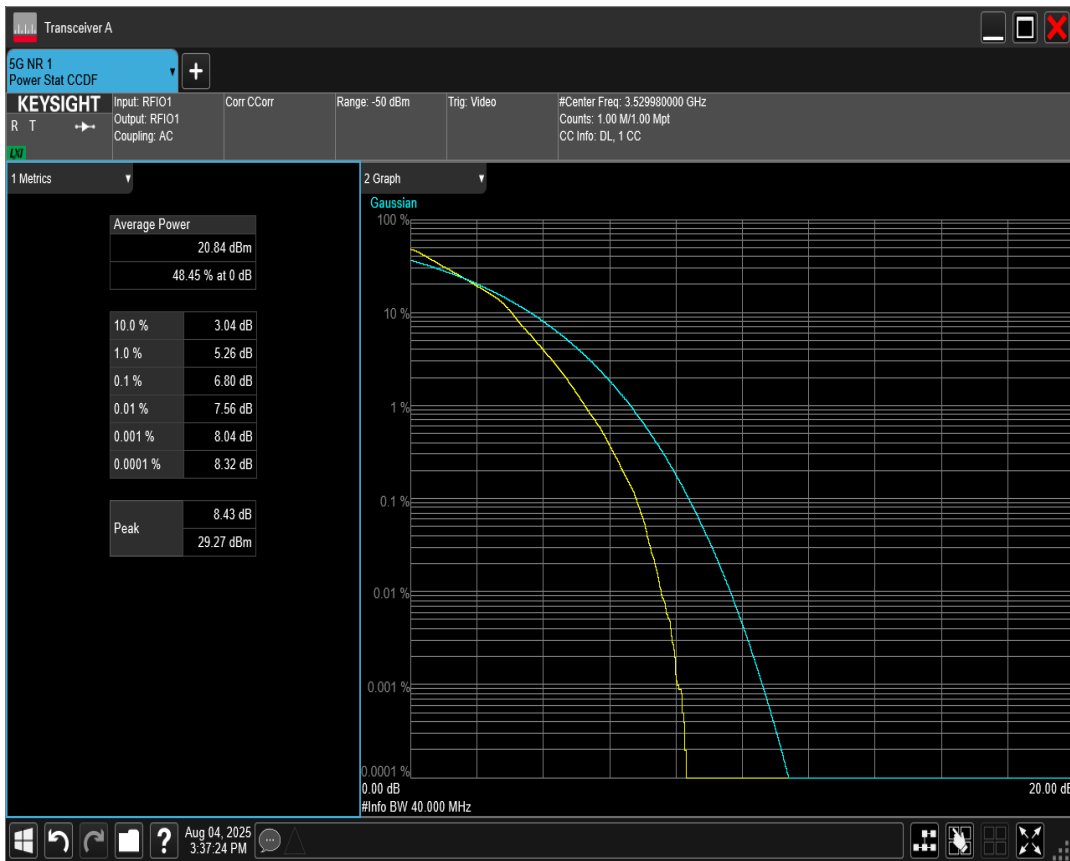 Transceiver A
5G NR 1
Power Stat CCDF
+
KEYSIGHT
R T
LXI
Input: RFIO1
Output: RFIO1
Coupling: AC
Corr CCorr
Range: -50 dBm
Trig: Video
#Center Freq: 3.529980000 GHz
Counts: 1.00 M/1.00 Mpt
CC Info: DL, 1 CC
1 Metrics
Average Power
20.84 dBm
48.45 % at 0 dB
10.0 % 3.04 dB
1.0 % 5.26 dB
0.1 % 6.80 dB
0.01 % 7.56 dB
0.001 % 8.04 dB
0.0001 % 8.32 dB
Peak
8.43 dB
29.27 dBm
2 Graph
Gaussian
100 %
10 %
1 %
0.1 %
0.01 %
0.001 %
0.0001 %
0.00 dB 20.00 dB
#Info BW 40.000 MHz
?
Aug 04, 2025
3:37:24 PM